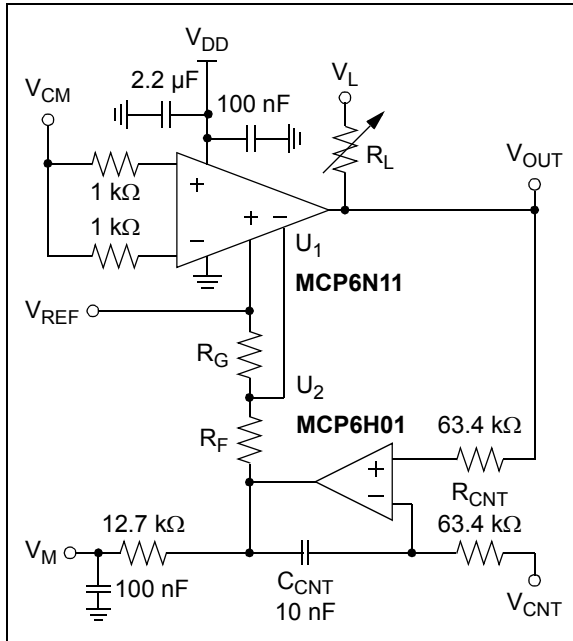 V_DD
2.2 µF
V_L
V_CM
100 nF
R_L
V_OUT
+
1 kΩ
1 kΩ
+
−
−
U_1
MCP6N11
V_REF
R_G
U_2
MCP6H01
R_F
63.4 kΩ
+
−
R_CNT
12.7 kΩ
63.4 kΩ
V_M
100 nF
C_CNT
10 nF
V_CNT